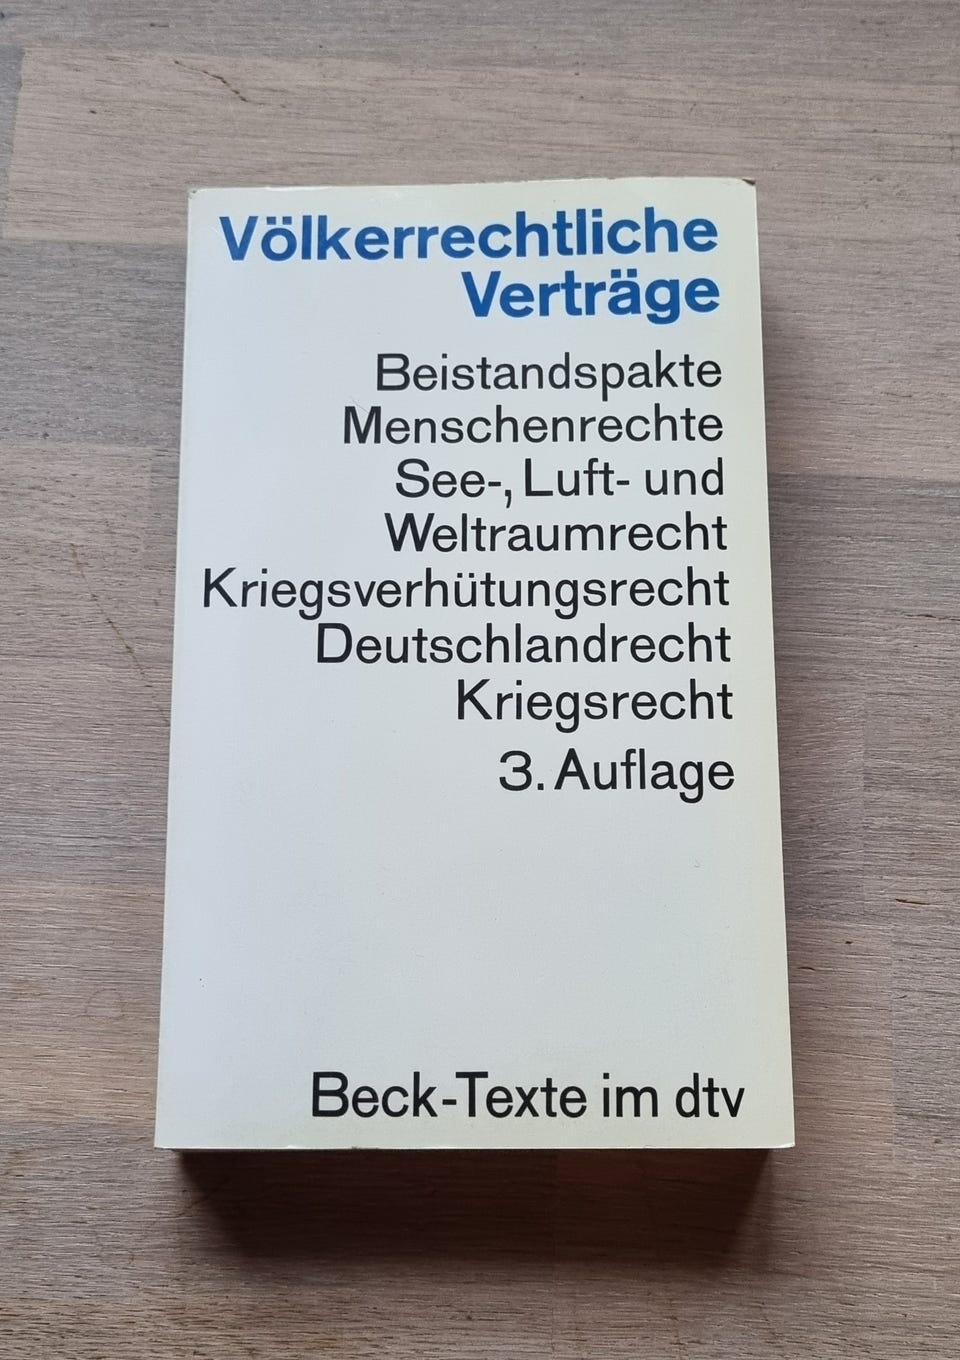 Völkerrechtliche
Verträge
Beistandspakte
Menschenrechte
See-, Luft- und
Weltraumrecht
Kriegsverhütungsrecht
Deutschlandrecht
Kriegsrecht
3. Auflage
Beck-Texte im dtv